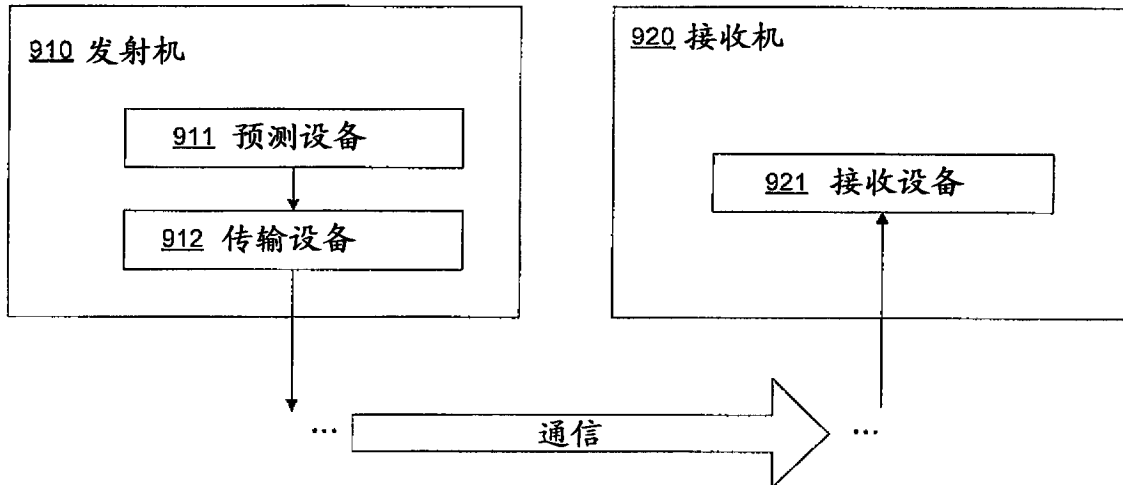 910 发射机
911 预测设备
912 传输设备
920 接收机
921 接收设备
... 通信 ...